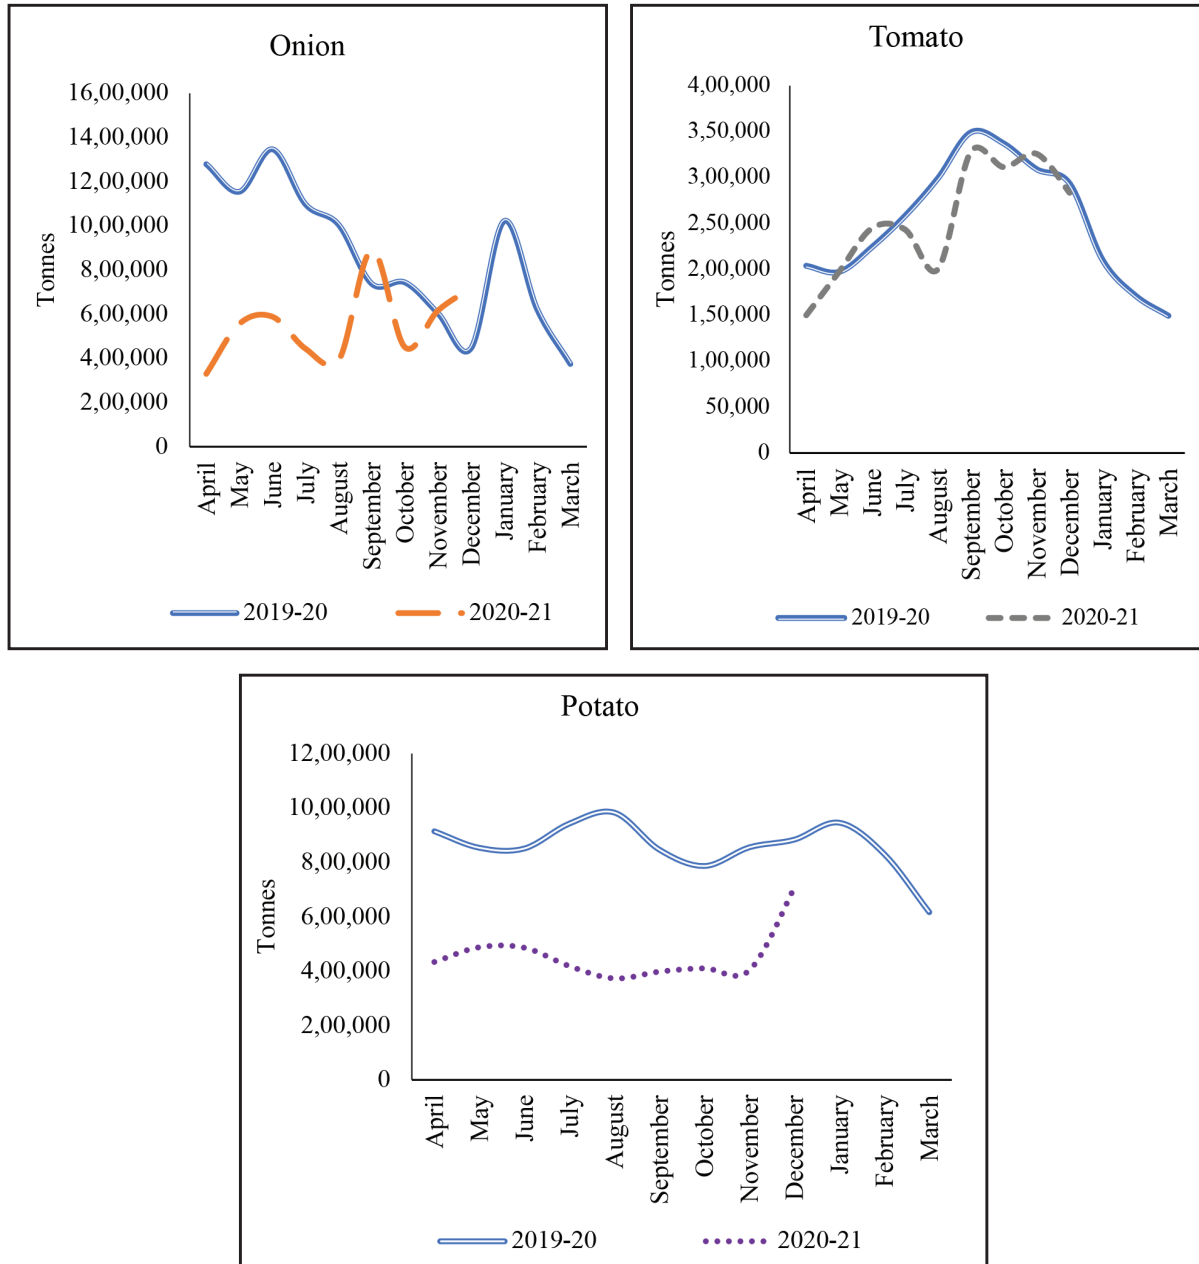 Onion
Tonnes
16,00,000
14,00,000
12,00,000
10,00,000
8,00,000
6,00,000
4,00,000
2,00,000
0
April
May
June
July
August
September
October
November
December
January
February
March
2019-20
2020-21
Tomato
Tonnes
4,00,000
3,50,000
3,00,000
2,50,000
2,00,000
1,50,000
1,00,000
50,000
0
April
May
June
July
August
September
October
November
December
January
February
March
2019-20
2020-21
Potato
Tonnes
12,00,000
10,00,000
8,00,000
6,00,000
4,00,000
2,00,000
0
April
May
June
July
August
September
October
November
December
January
February
March
2019-20
2020-21